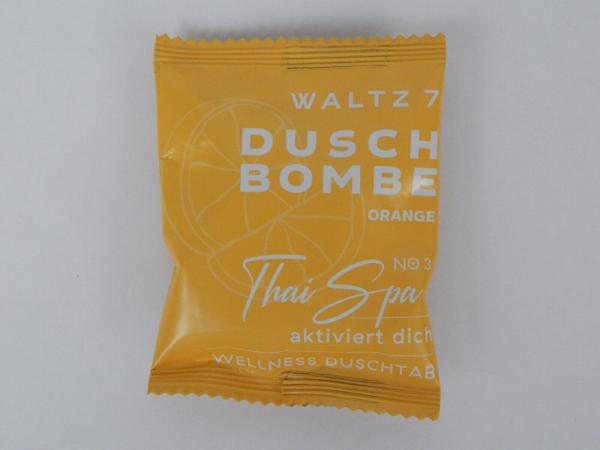 WALTZ 7
DUSCH
BOMBE
ORANGE
NO 3
Thai Spa
aktiviert dich
WELLNESS DUSCHTAB